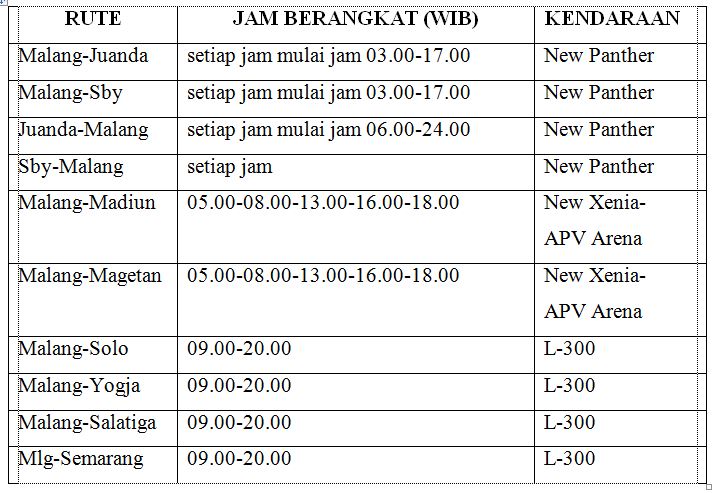 RUTE JAM BERANGKAT (WIB) KENDARAAN
Malang-Juanda setiap jam mulai jam 03.00-17.00 New Panther
Malang-Sby setiap jam mulai jam 03.00-17.00 New Panther
Juanda-Malang setiap jam mulai jam 06.00-24.00 New Panther
Sby-Malang setiap jam New Panther
Malang-Madiun 05.00-08.00-13.00-16.00-18.00 New Xenia-
APV Arena
Malang-Magetan 05.00-08.00-13.00-16.00-18.00 New Xenia-
APV Arena
Malang-Solo 09.00-20.00 L-300
Malang-Yogja 09.00-20.00 L-300
Malang-Salatiga 09.00-20.00 L-300
Mlg-Semarang 09.00-20.00 L-300